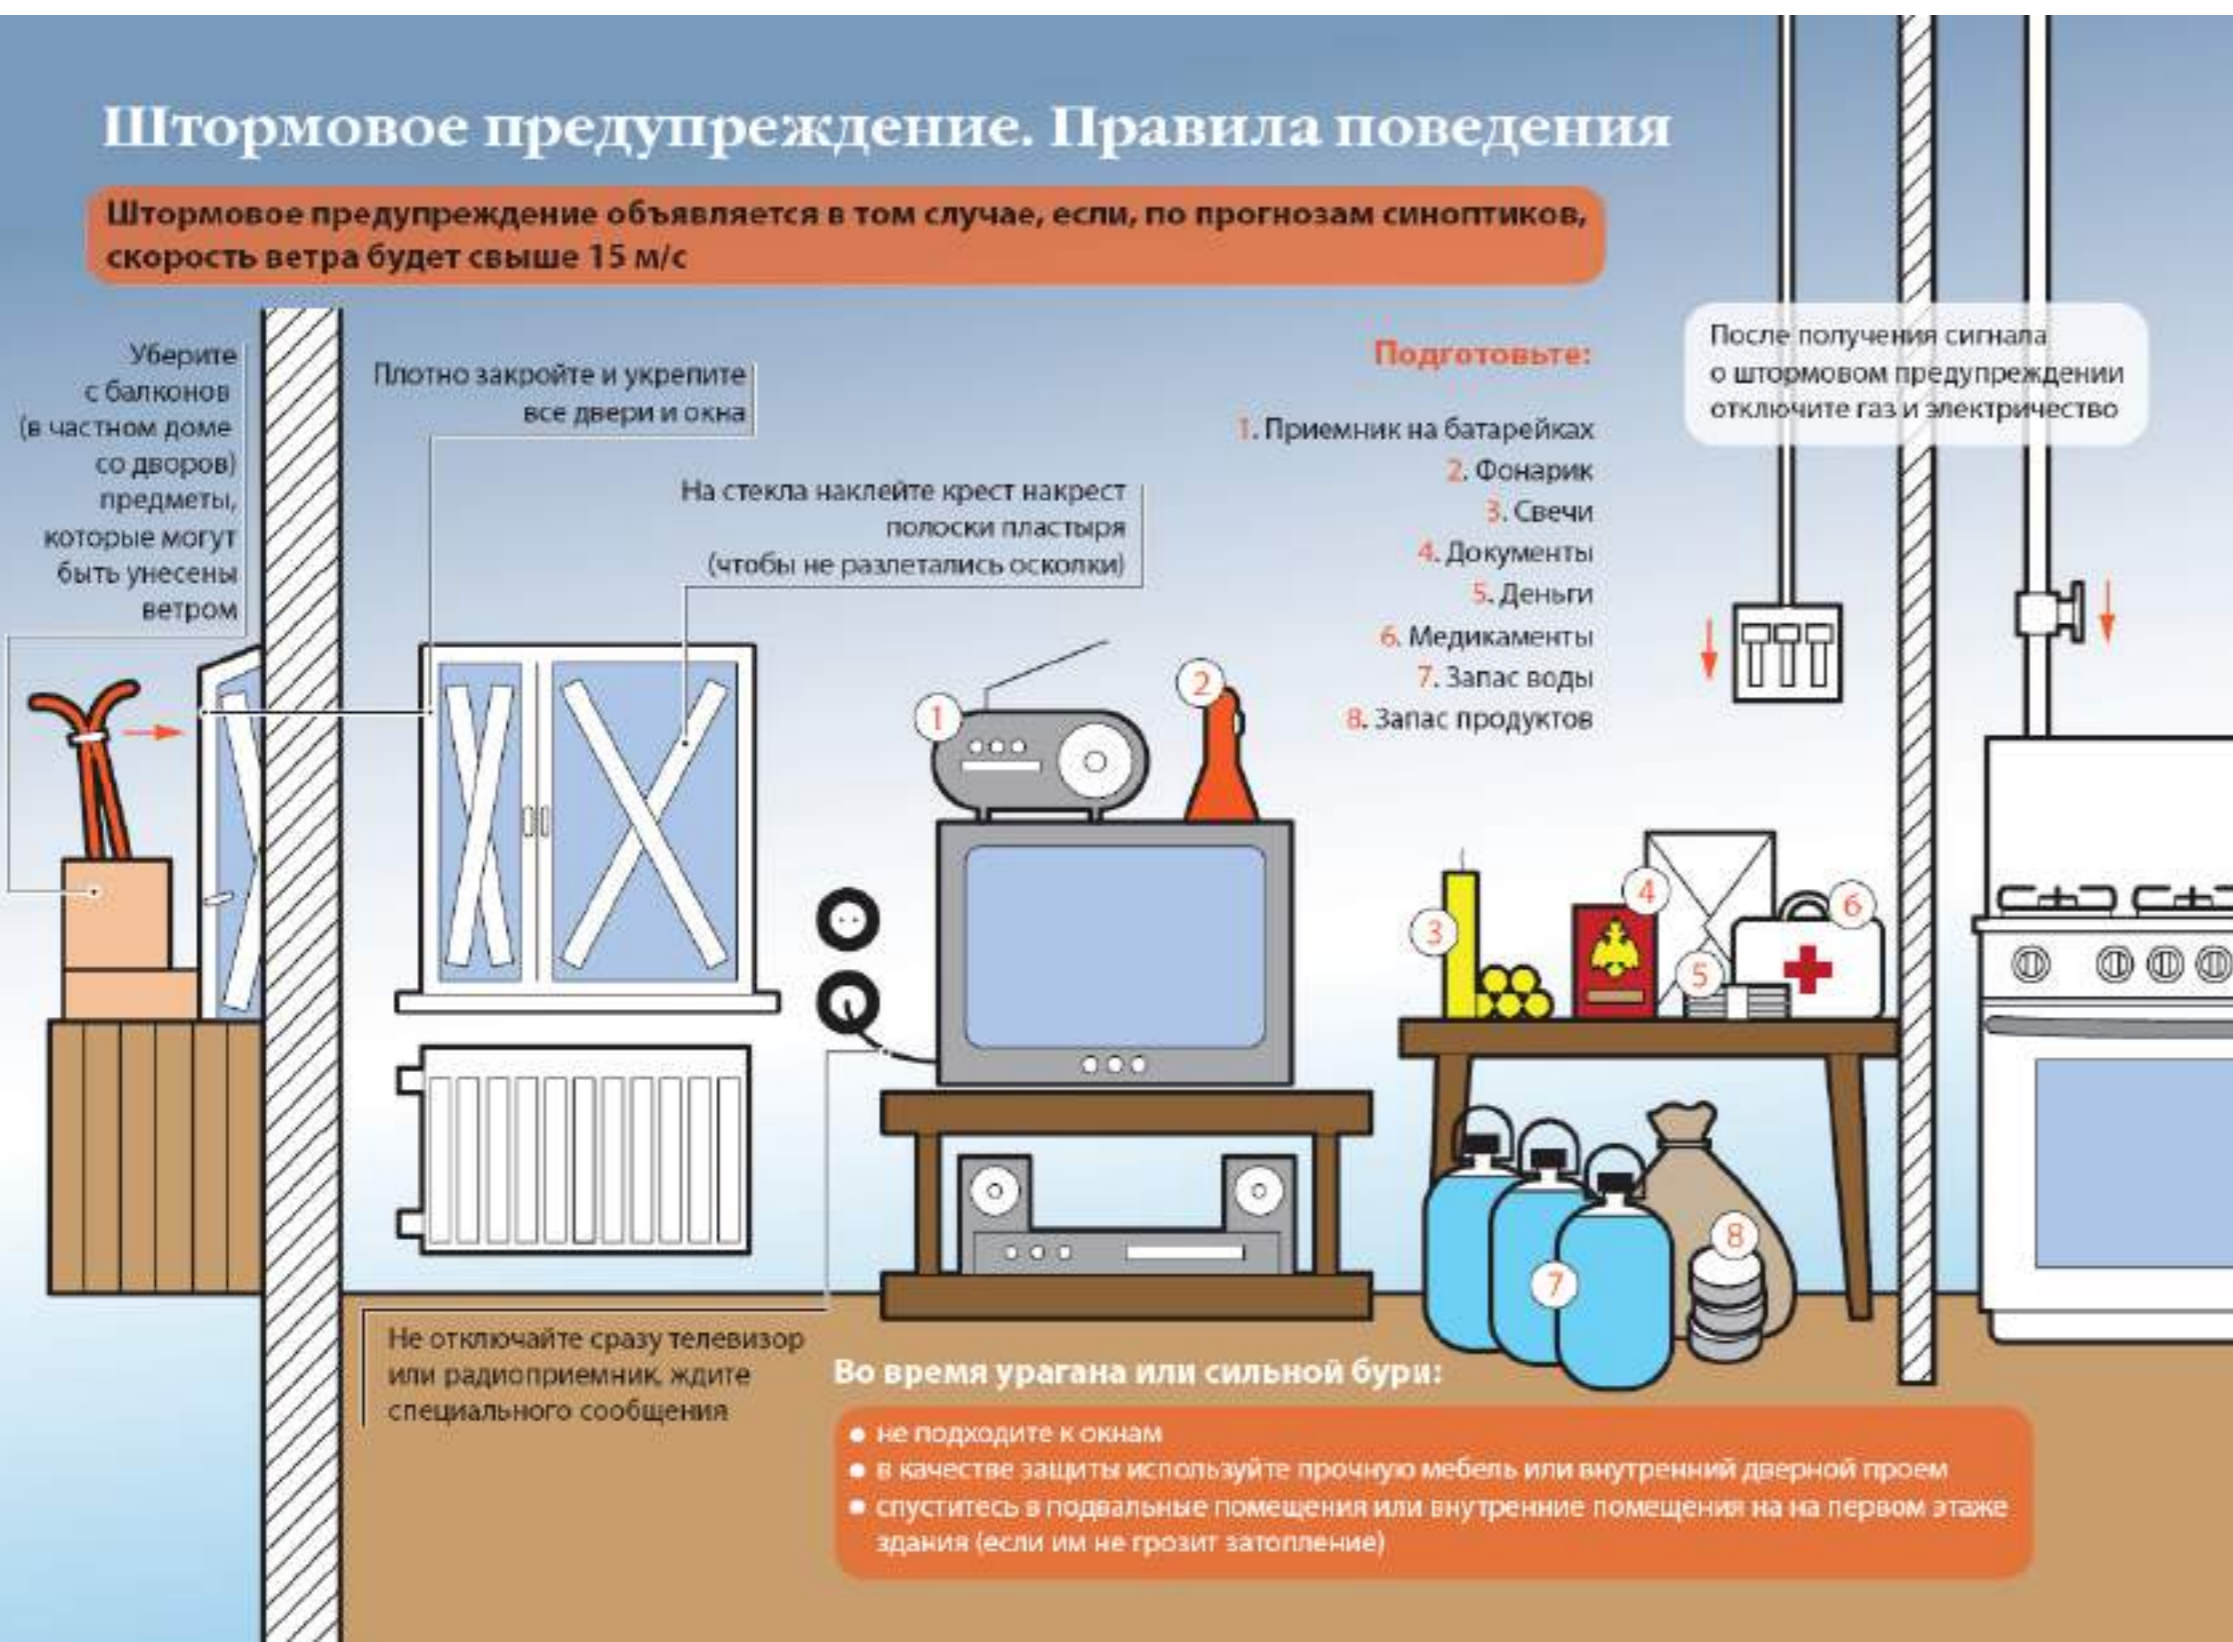 Штормовое предупреждение. Правила поведения
Штормовое предупреждение объявляется в том случае, если, по прогнозам синоптиков,
скорость ветра будет свыше 15 м/с
Уберите
с балконов
(в частном доме
со дворов)
предметы,
которые могут
быть унесены
ветром
Плотно закройте и укрепите
все двери и окна
На стекла наклейте крест накрест
полоски пластыря
(чтобы не разлетались осколки)
Подготовьте:
1. Приемник на батарейках
2. Фонарик
3. Свечи
4. Документы
5. Деньги
6. Медикаменты
7. Запас воды
8. Запас продуктов
После получения сигнала
о штормовом предупреждении
отключите газ и электричество
1
2
3
4
5
6
7
8
Не отключайте сразу телевизор
или радиоприемник, ждите
специального сообщения
Во время урагана или сильной бури:
• не подходите к окнам
• в качестве защиты используйте прочную мебель или внутренний дверной проем
• спуститесь в подвальные помещения или внутренние помещения на на первом этаже
здания (если им не грозит затопление)